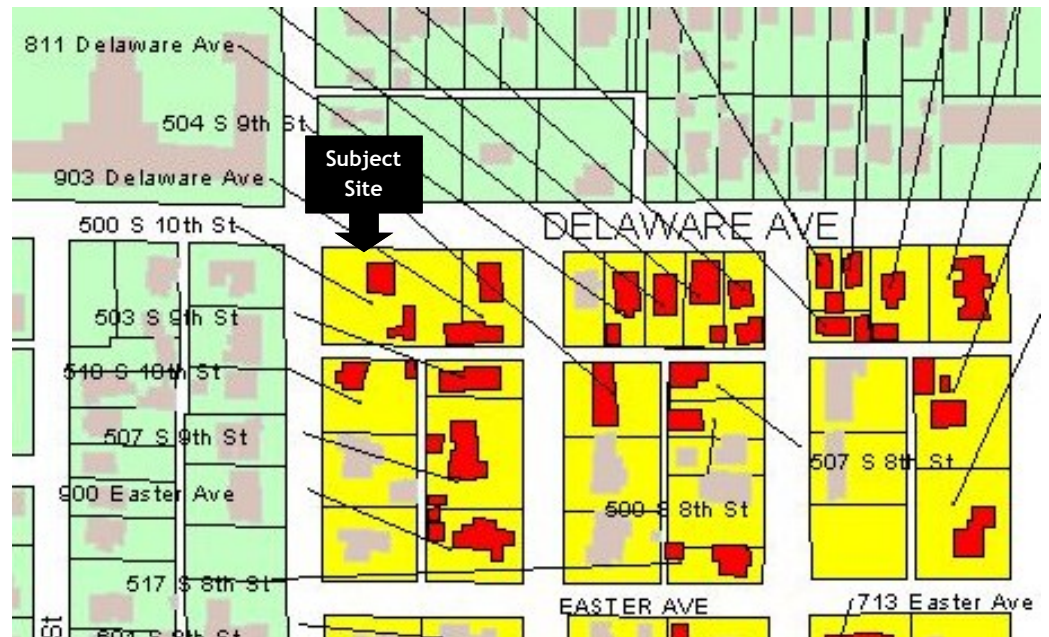 811 Delaware Ave
504 S 9th St
Subject
Site
903 Delaware Ave
500 S 10th St
DELAWARE AVE
503 S 9th St
510 S 10th St
507 S 9th St
507 S 8th St
900 Easter Ave
500 S 8th St
517 S 8th St
EASTER AVE
713 Easter Ave
St